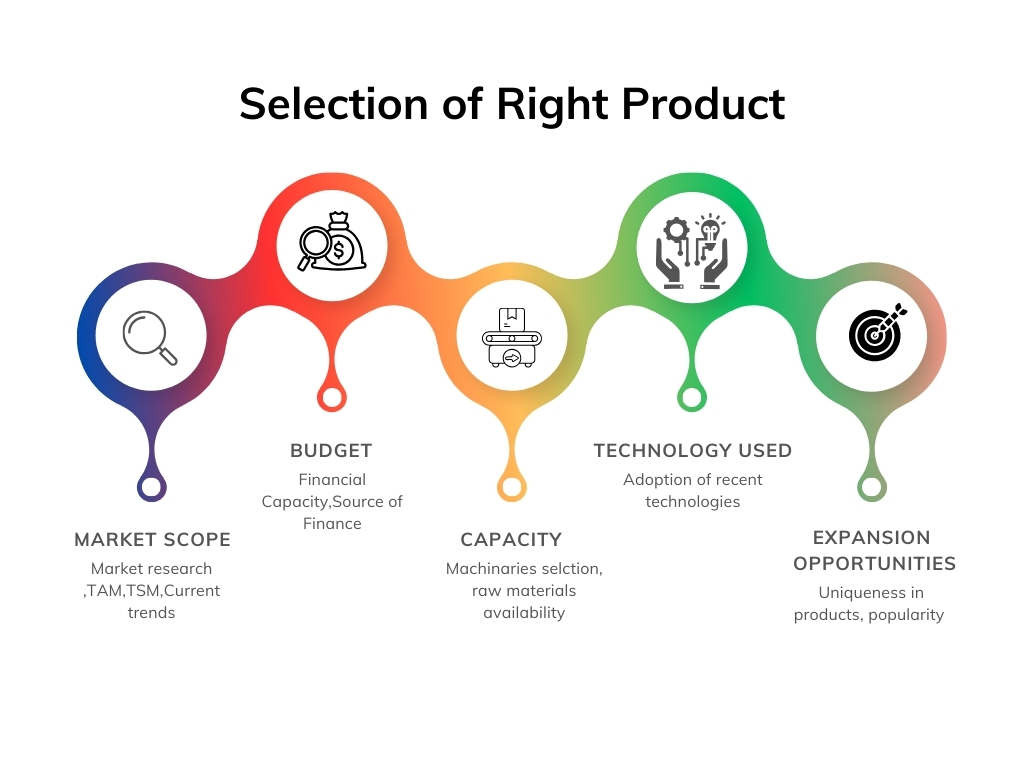 Selection of Right Product
MARKET SCOPE
Market research
,TAM,TSM,Current
trends
BUDGET
Financial
Capacity,Source of
Finance
CAPACITY
Machinaries selction,
raw materials
availability
TECHNOLOGY USED
Adoption of recent
technologies
EXPANSION
OPPORTUNITIES
Uniqueness in
products, popularity